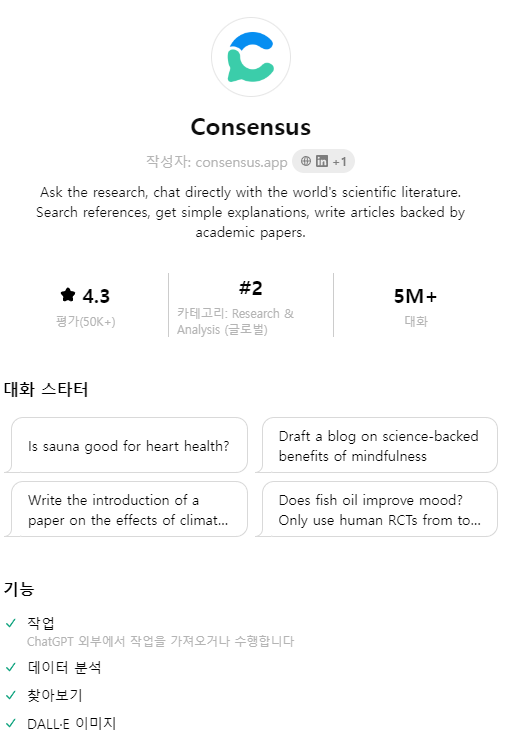 Consensus
작성자: consensus.app +1
Ask the research, chat directly with the world's scientific literature.
Search references, get simple explanations, write articles backed by
academic papers.
4.3
평가(50K+)
#2
카테고리: Research &
Analysis (글로벌)
5M+
대화
대화 스타터
Is sauna good for heart health?
Draft a blog on science-backed
benefits of mindfulness
Write the introduction of a
paper on the effects of climat...
Does fish oil improve mood?
Only use human RCTs from to...
기능
작업
ChatGPT 외부에서 작업을 가져오거나 수행합니다
데이터 분석
찾아보기
DALL·E 이미지